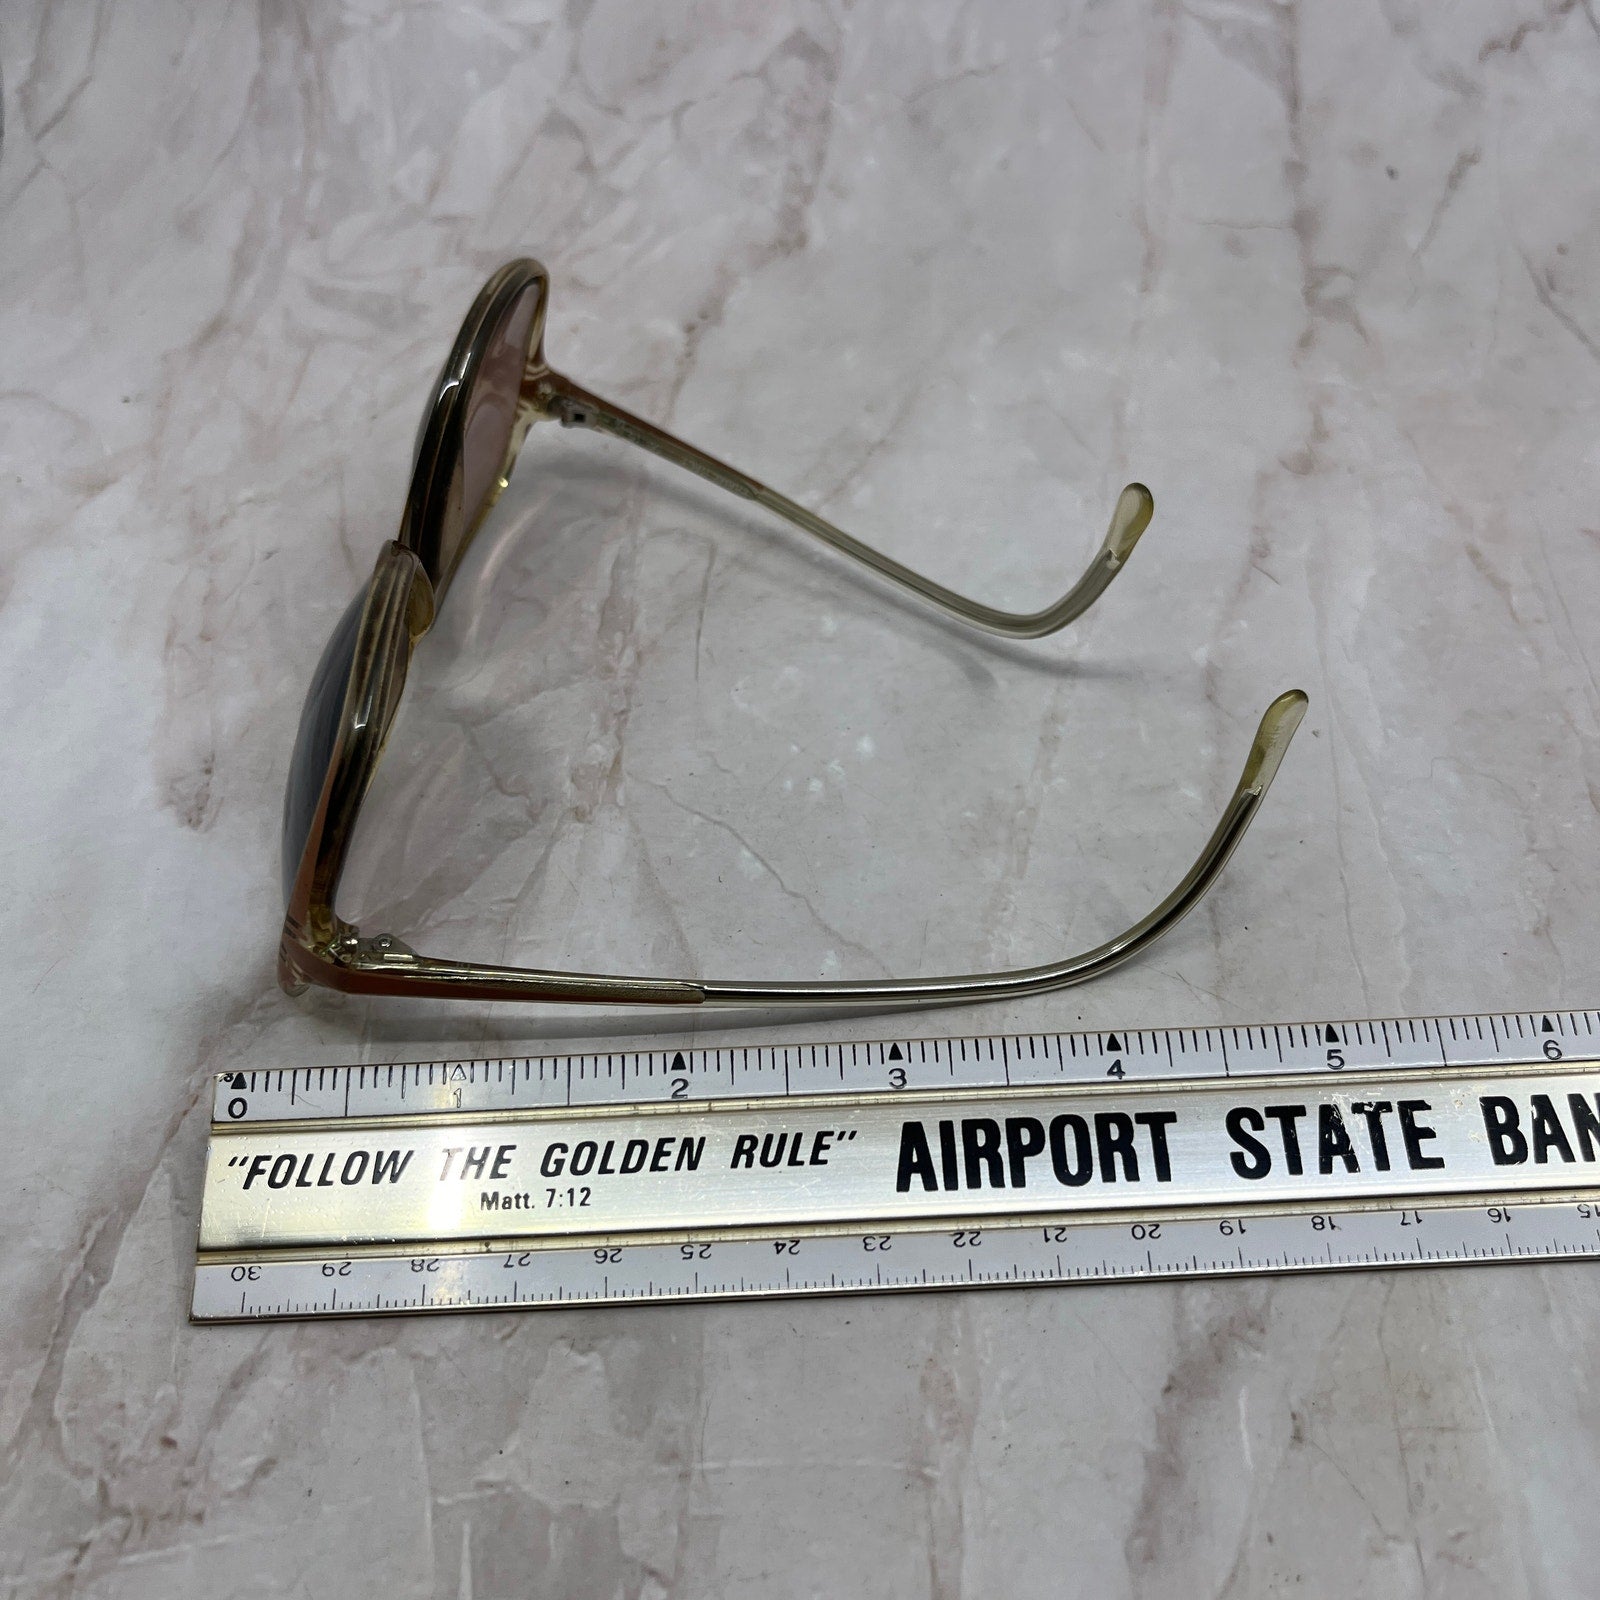 0 1 2 3 4 5 6
"FOLLOW THE GOLDEN RULE" AIRPORT STATE BAN
Matt. 7:12
30 29 28 27 26 25 24 23 22 21 20 19 18 17 16 15